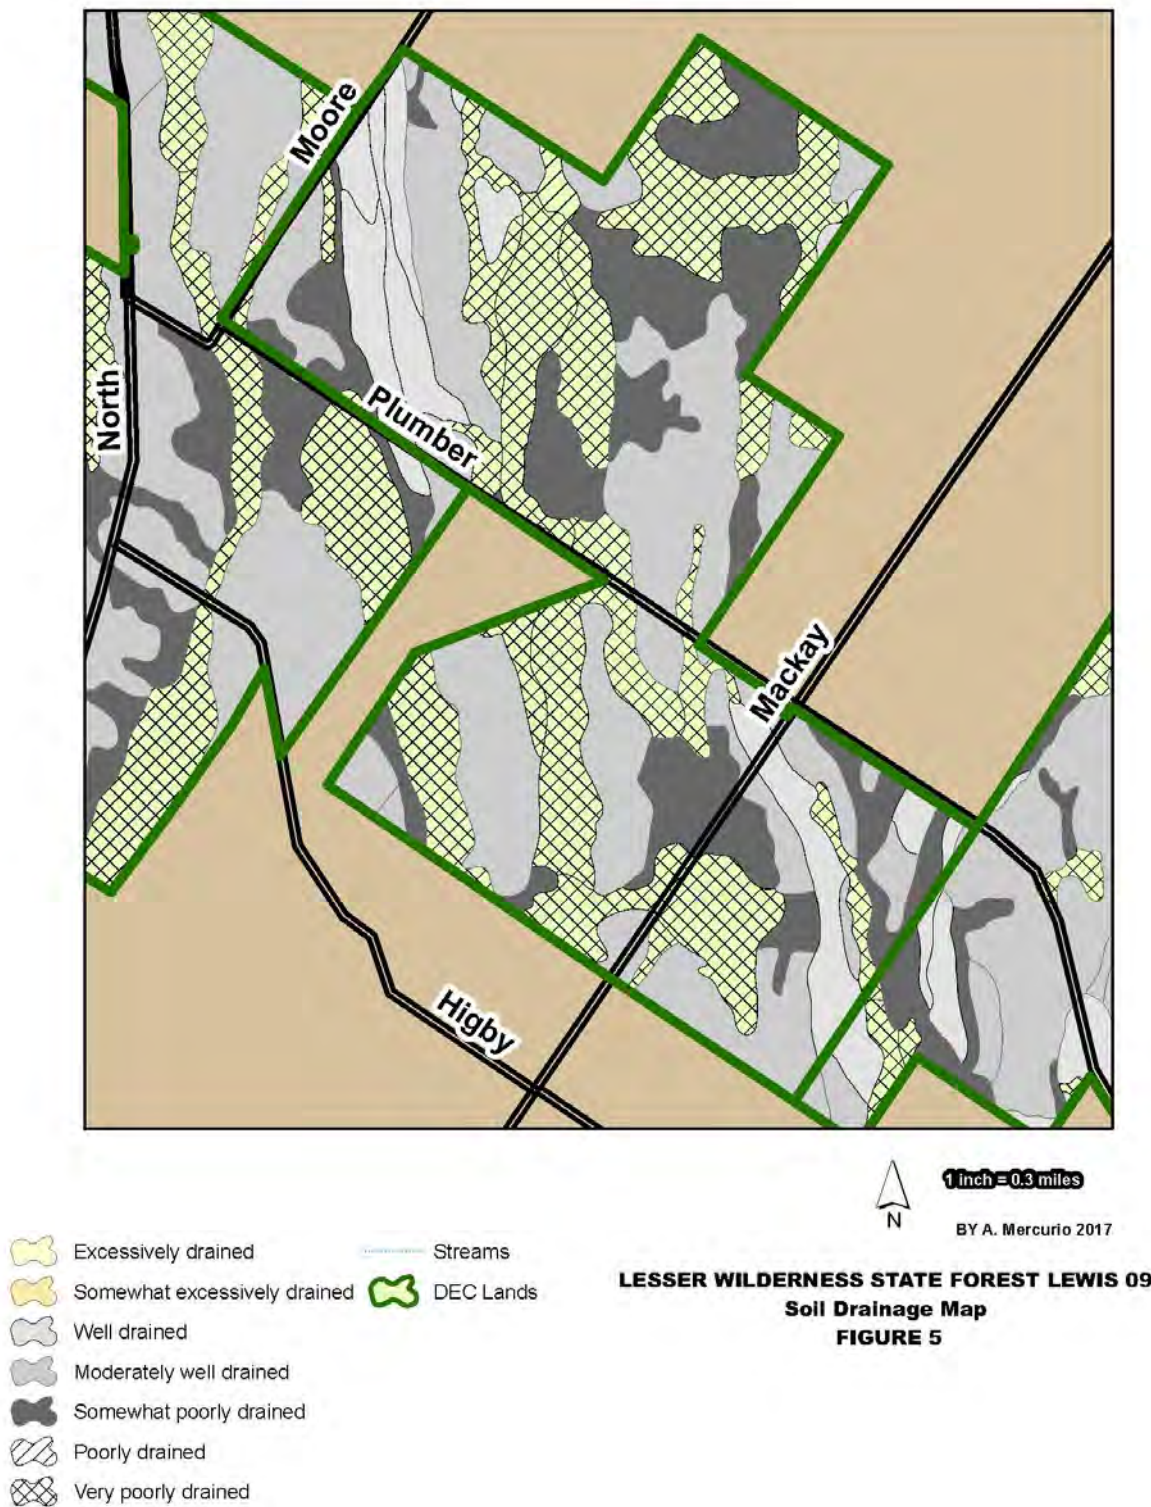 Moore
North
Plumber
Mackay
Higby
1 inch = 0.3 miles
N
BY A. Mercurio 2017
Excessively drained
Streams
Somewhat excessively drained
DEC Lands
Well drained
Moderately well drained
Somewhat poorly drained
Poorly drained
Very poorly drained
LESSER WILDERNESS STATE FOREST LEWIS 09
Soil Drainage Map
FIGURE 5